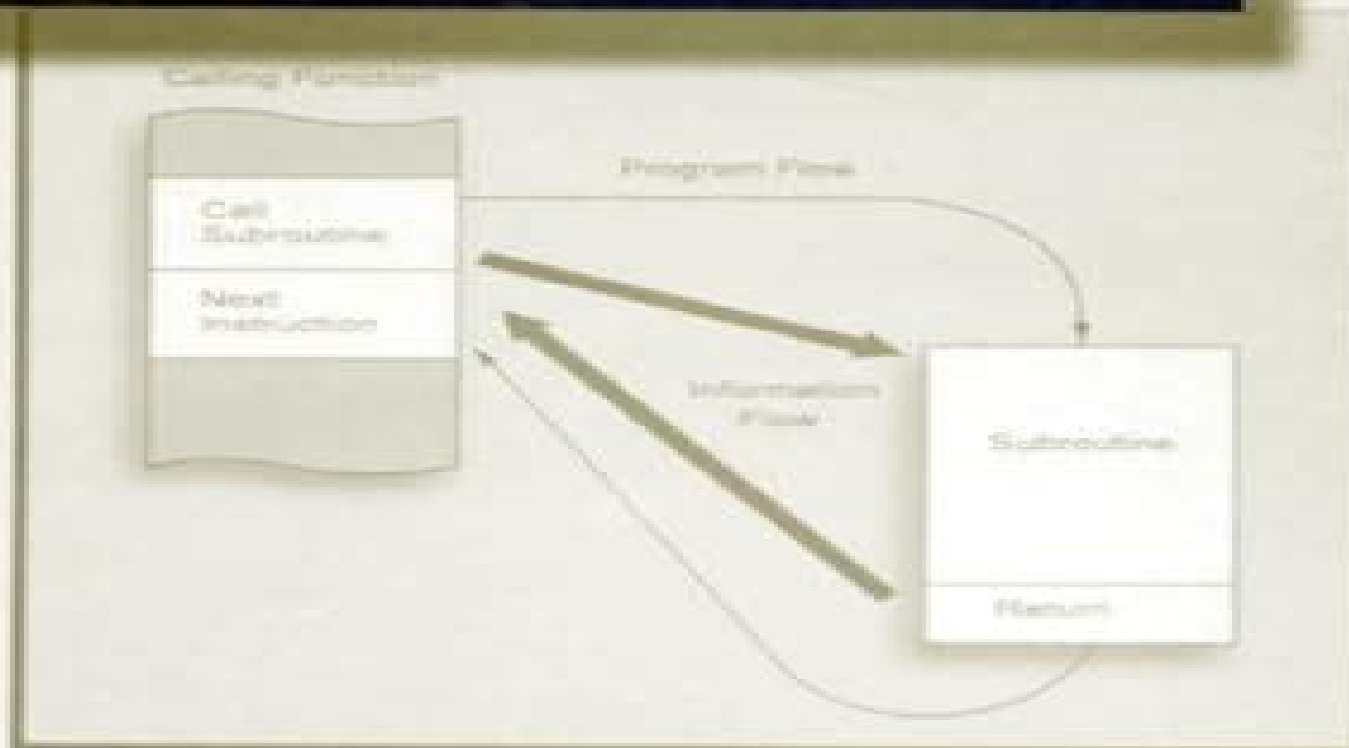 Calling Function
Program Flow
Call
Subroutine
Next
Instruction
Information
Flow
Subroutine
Return